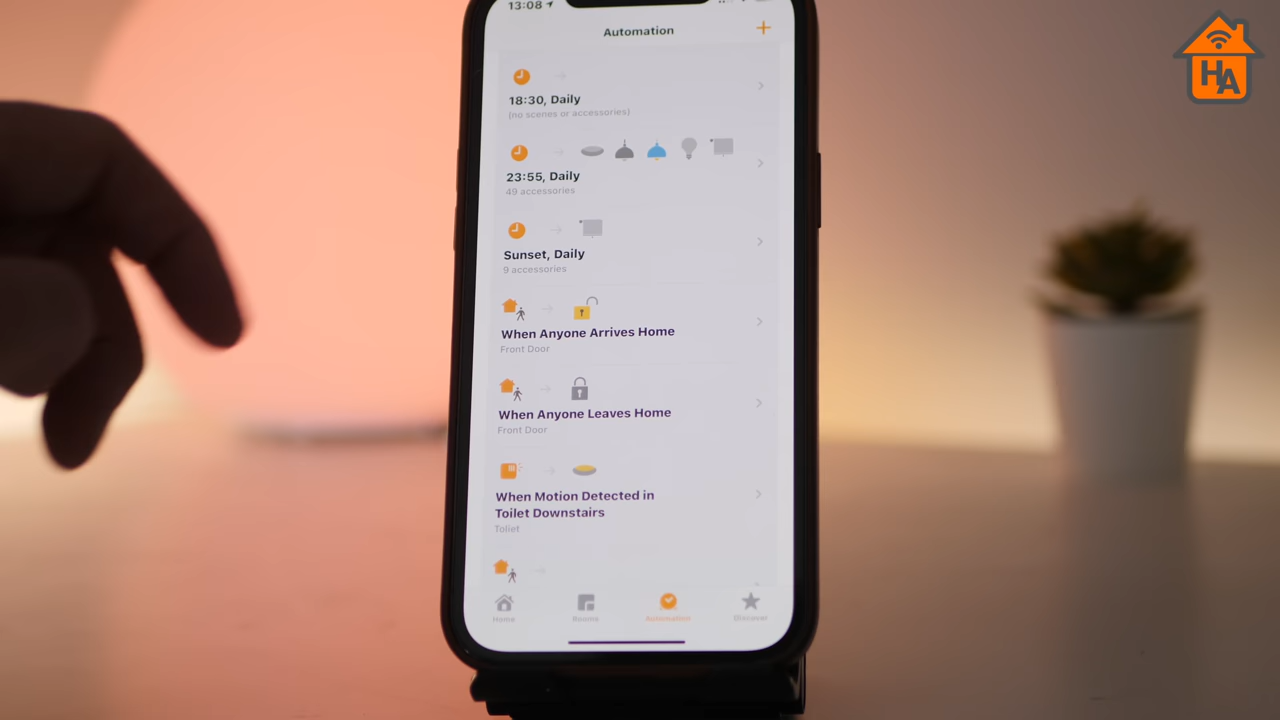 13:08
Automation
+
18:30, Daily
(no scenes or accessories)
23:55, Daily
49 accessories
Sunset, Daily
9 accessories
When Anyone Arrives Home
Front Door
When Anyone Leaves Home
Front Door
When Motion Detected in
Toilet Downstairs
Toliet
Home
Rooms
Automation
Discover
HA